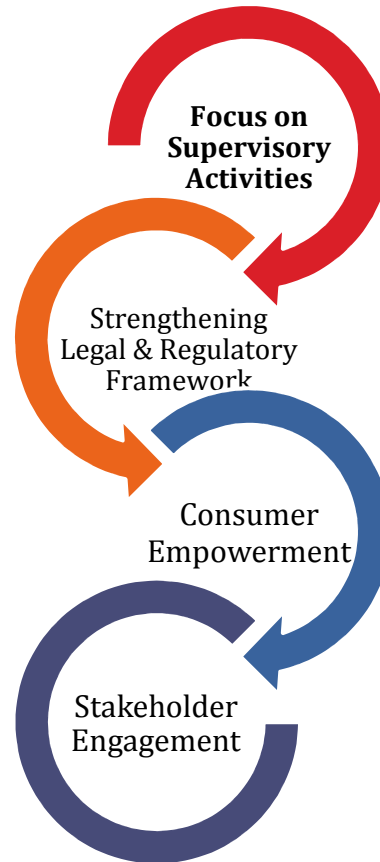 Focus on
Supervisory
Activities
Strengthening
Legal & Regulatory
Framework
Consumer
Empowerment
Stakeholder
Engagement